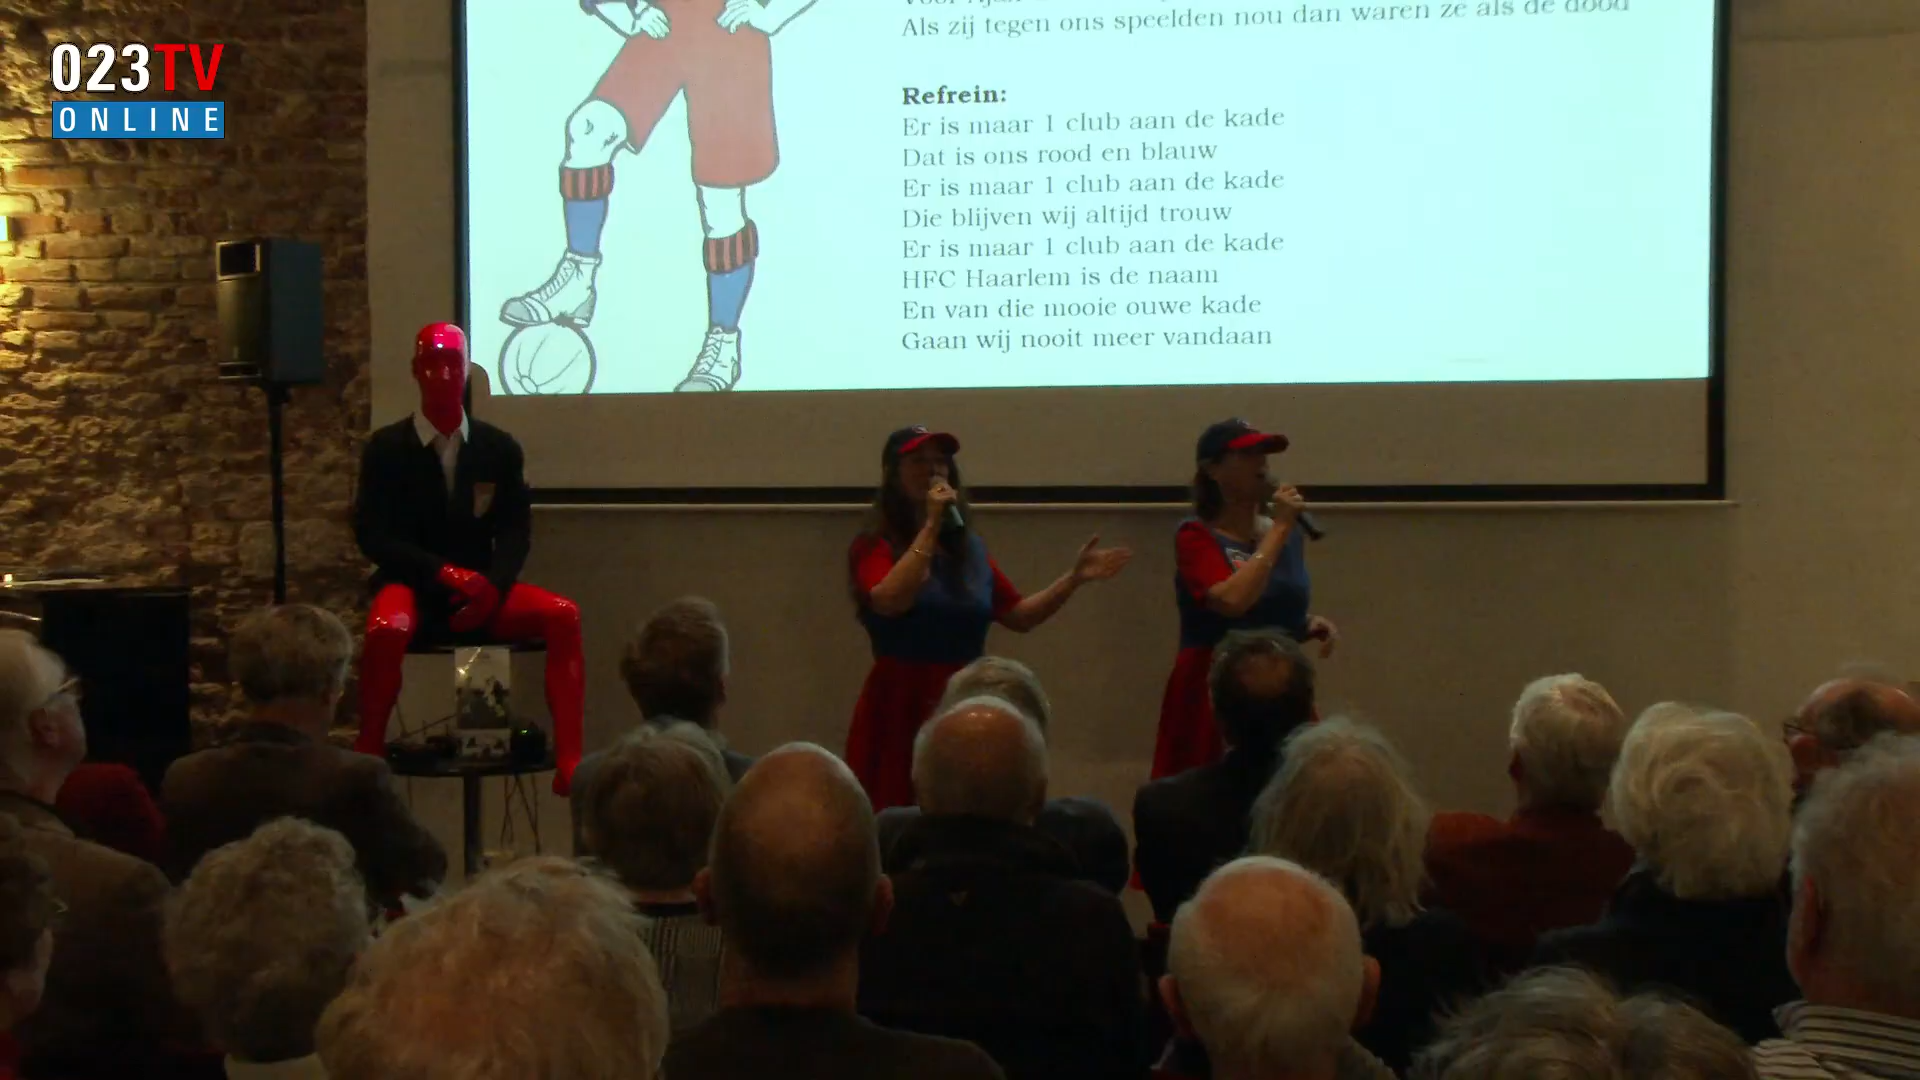 023TV
ONLINE
Als zij tegen ons speelden nou dan waren ze als de dood
Refrein:
Er is maar 1 club aan de kade
Dat is ons rood en blauw
Er is maar 1 club aan de kade
Die blijven wij altijd trouw
Er is maar 1 club aan de kade
HFC Haarlem is de naam
En van die mooie ouwe kade
Gaan wij nooit meer vandaan